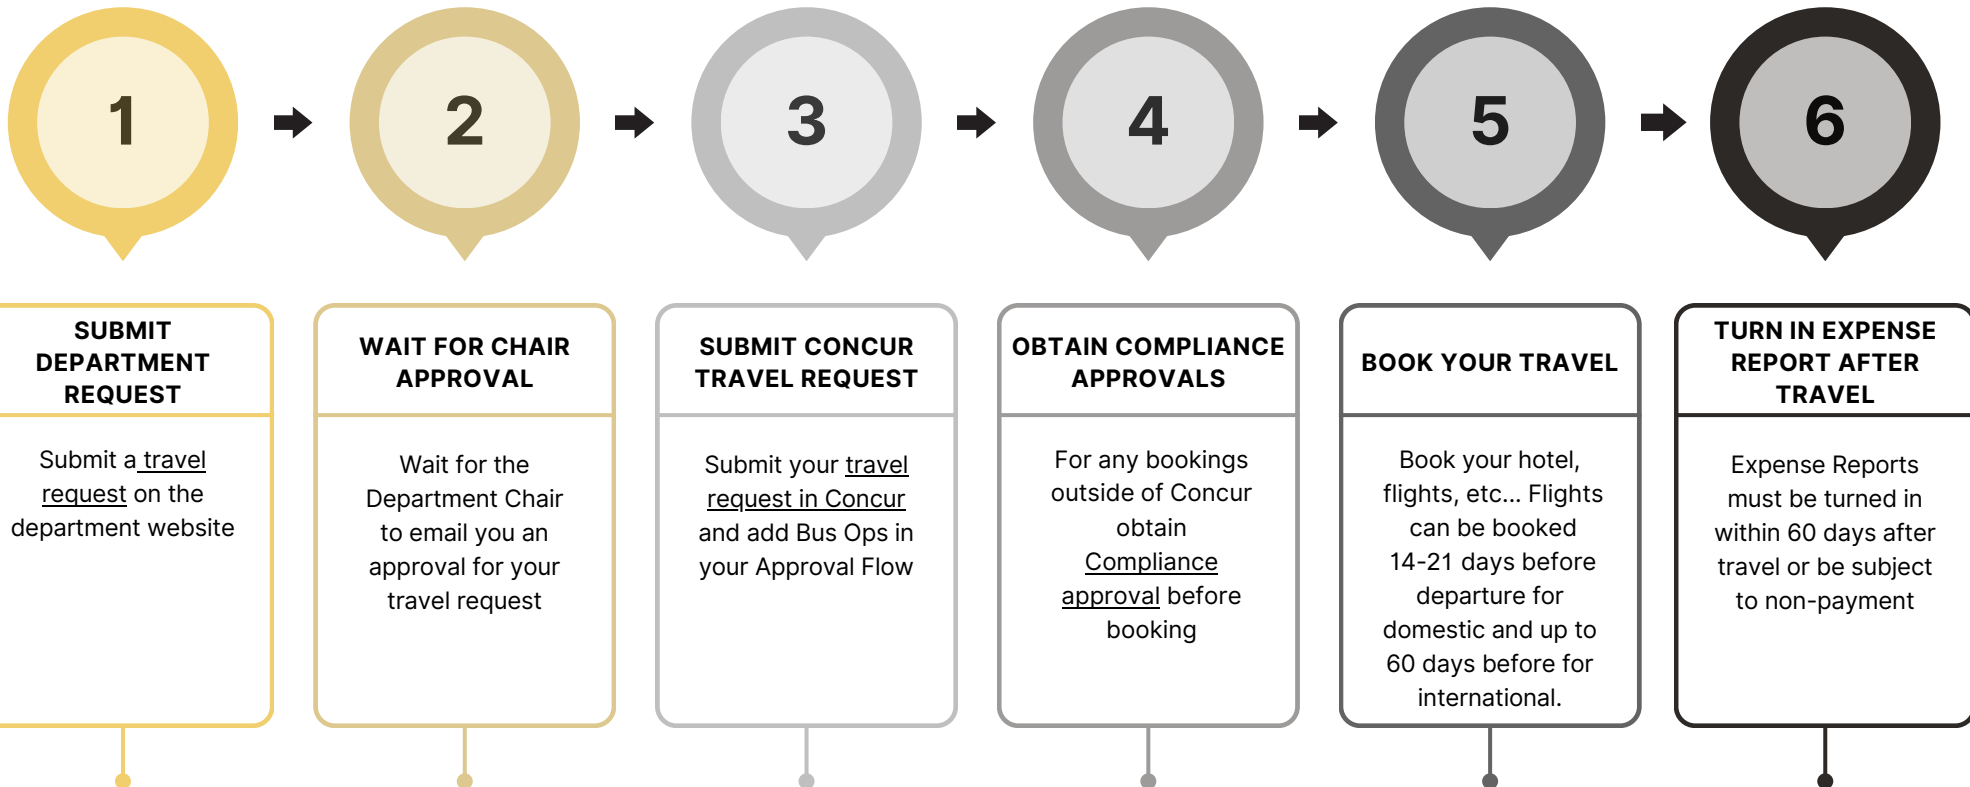 1
2
3
4
5
6
SUBMIT
DEPARTMENT
REQUEST
Submit a travel
request on the
department website
WAIT FOR CHAIR
APPROVAL
Wait for the
Department Chair
to email you an
approval for your
travel request
SUBMIT CONCUR
TRAVEL REQUEST
Submit your travel
request in Concur
and add Bus Ops in
your Approval Flow
OBTAIN COMPLIANCE
APPROVALS
For any bookings
outside of Concur
obtain
Compliance
approval before
booking
BOOK YOUR TRAVEL
Book your hotel,
flights, etc... Flights
can be booked
14-21 days before
departure for
domestic and up to
60 days before for
international.
TURN IN EXPENSE
REPORT AFTER
TRAVEL
Expense Reports
must be turned in
within 60 days after
travel or be subject
to non-payment